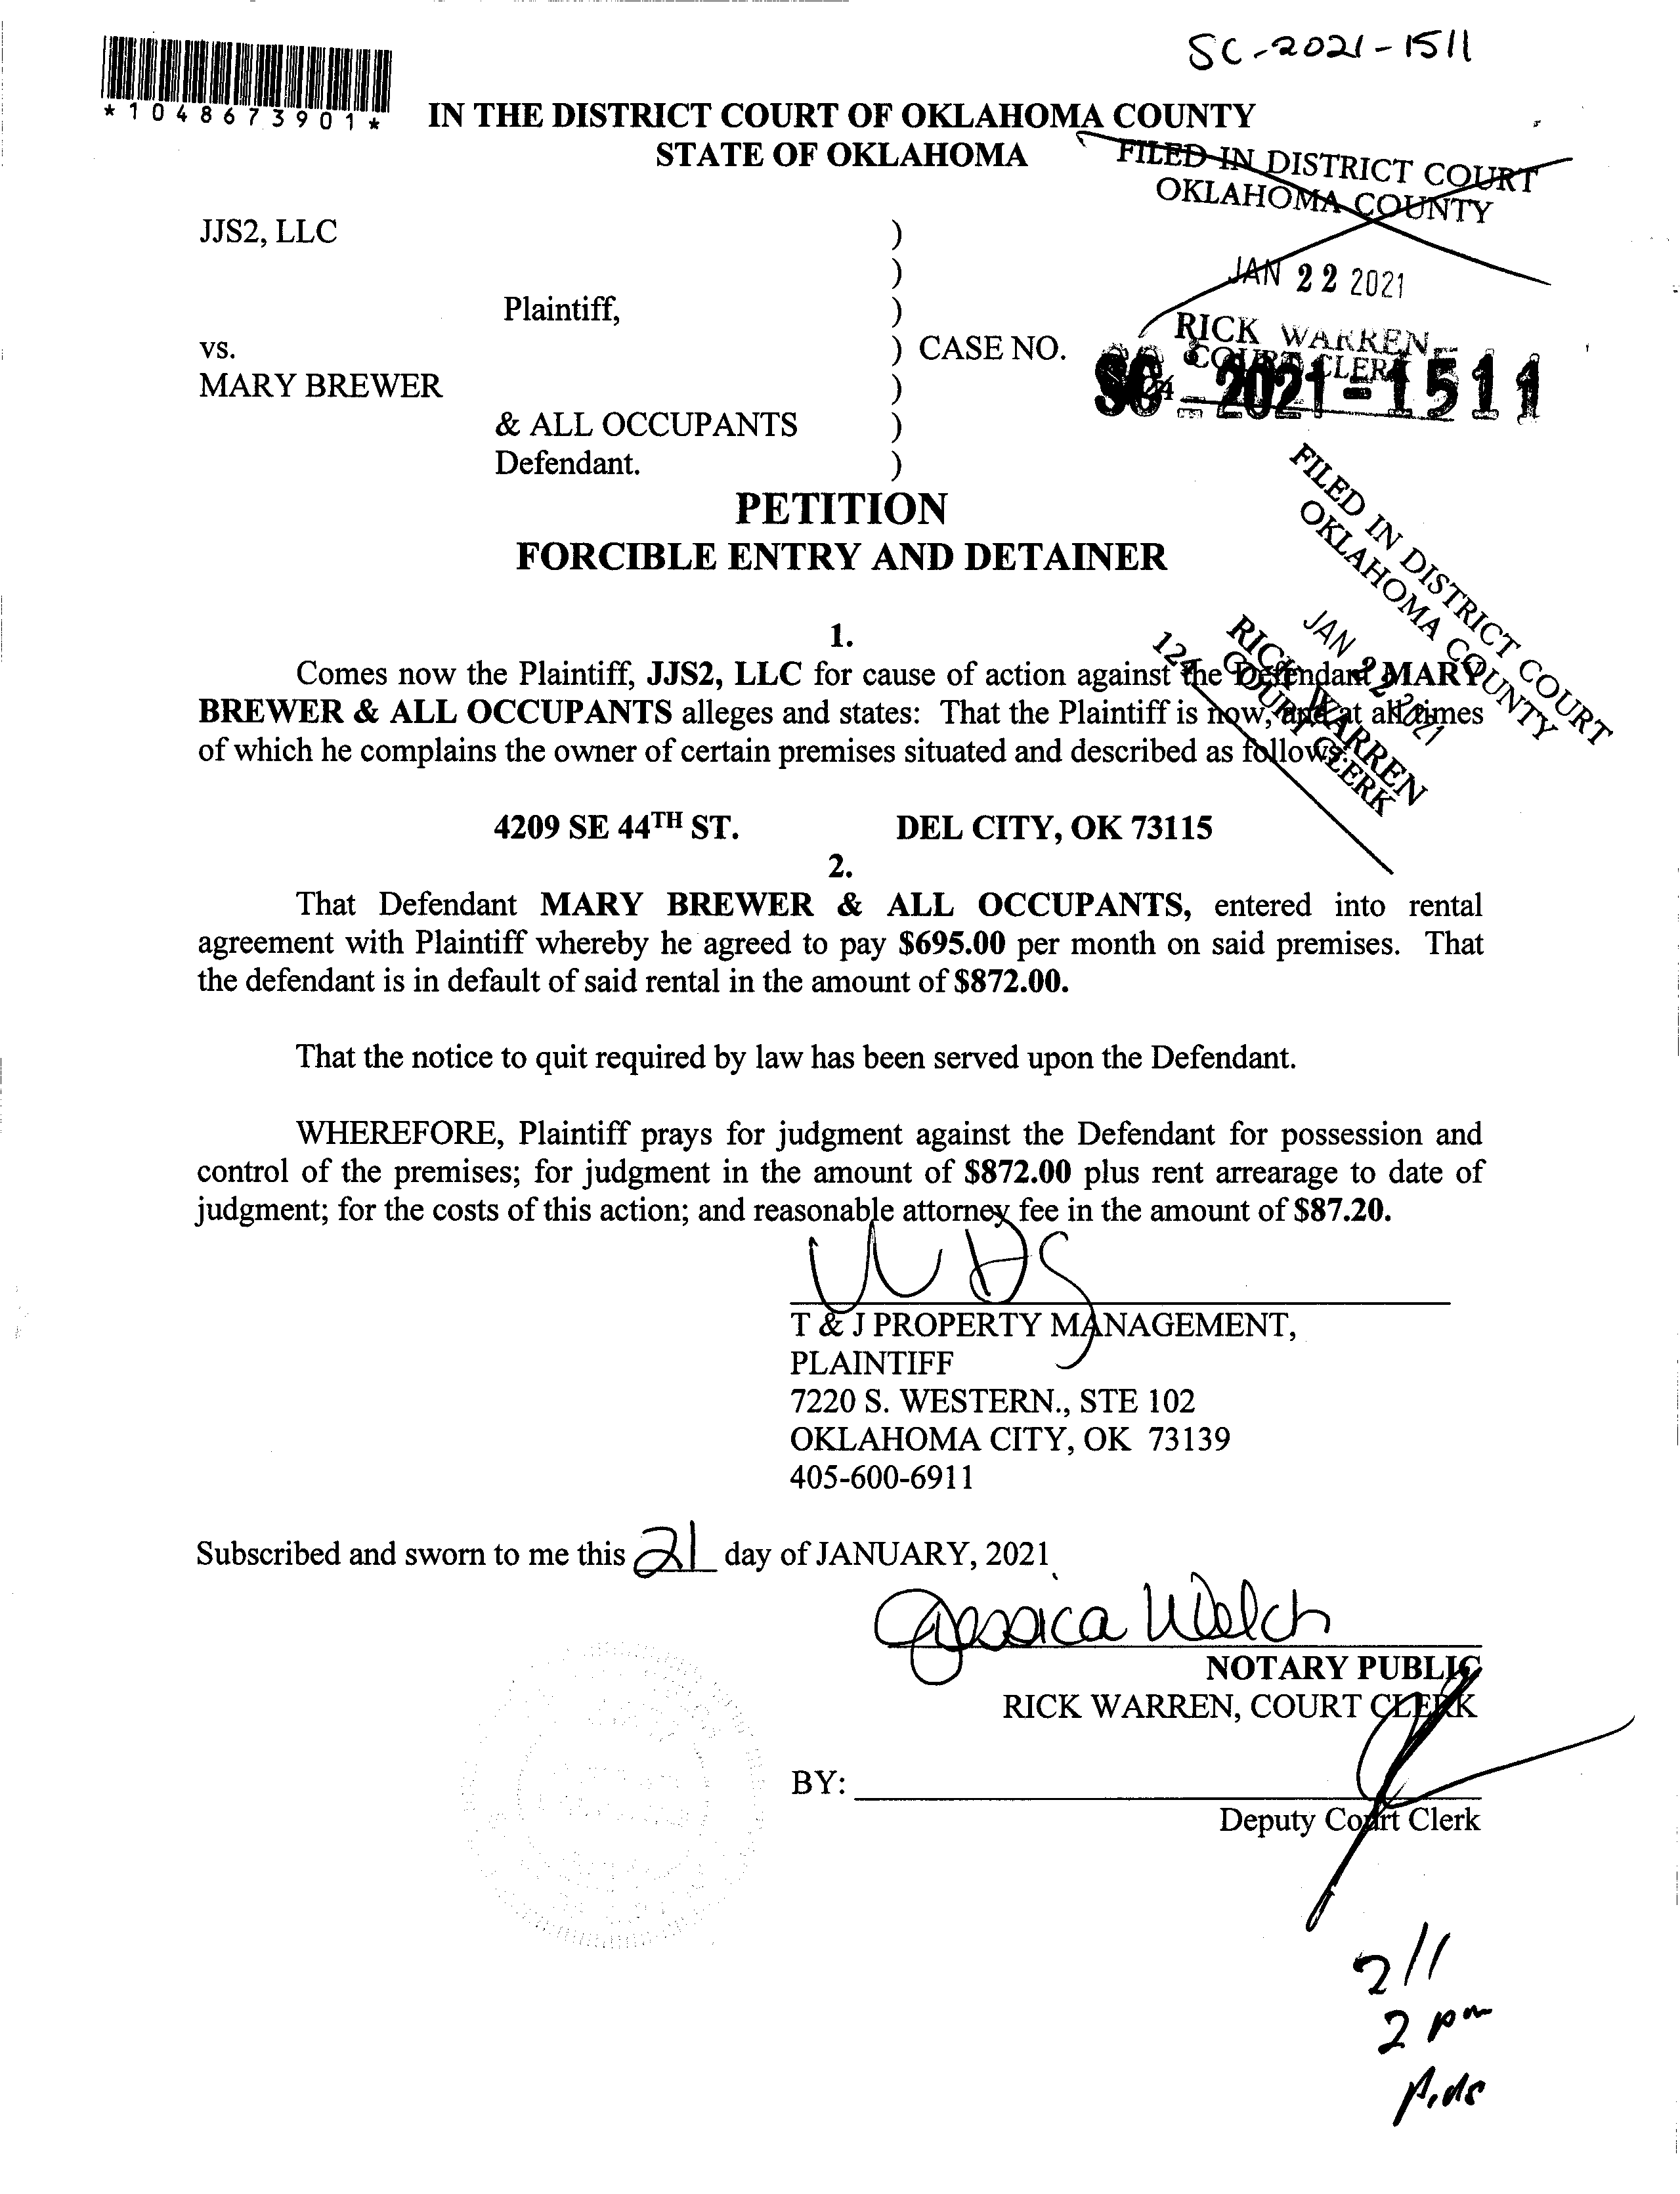 SC-2021-1511
*1048673901*
IN THE DISTRICT COURT OF OKLAHOMA COUNTY
STATE OF OKLAHOMA
FILED IN DISTRICT COURT
OKLAHOMA COUNTY
JAN 22 2021
RICK WARREN
COURT CLERK
JJS2, LLC )
)
Plaintiff, )
vs. ) CASE NO. SC-2021-1511
MARY BREWER )
& ALL OCCUPANTS )
Defendant. )
PETITION
FORCIBLE ENTRY AND DETAINER
FILED IN DISTRICT COURT
OKLAHOMA COUNTY
JAN 22 2021
RICK WARREN
COURT CLERK
124
1.
Comes now the Plaintiff, JJS2, LLC for cause of action against the Defendant MARY
BREWER & ALL OCCUPANTS alleges and states: That the Plaintiff is now, and at all times
of which he complains the owner of certain premises situated and described as follows:
4209 SE 44TH ST. DEL CITY, OK 73115
2.
That Defendant MARY BREWER & ALL OCCUPANTS, entered into rental
agreement with Plaintiff whereby he agreed to pay $695.00 per month on said premises. That
the defendant is in default of said rental in the amount of $872.00.
That the notice to quit required by law has been served upon the Defendant.
WHEREFORE, Plaintiff prays for judgment against the Defendant for possession and
control of the premises; for judgment in the amount of $872.00 plus rent arrearage to date of
judgment; for the costs of this action; and reasonable attorney fee in the amount of $87.20.
T & J PROPERTY MANAGEMENT,
PLAINTIFF
7220 S. WESTERN., STE 102
OKLAHOMA CITY, OK 73139
405-600-6911
Subscribed and sworn to me this 21 day of JANUARY, 2021
Jessica Welch
NOTARY PUBLIC
RICK WARREN, COURT CLERK
BY:
Deputy Court Clerk
2/1
2 pm